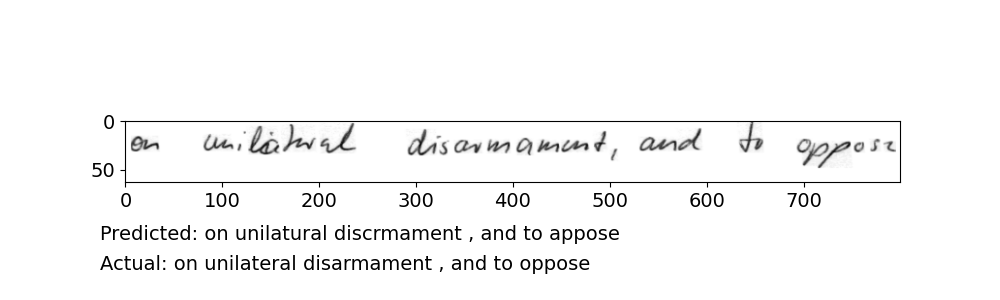 0
on unilateral disarmament, and to oppose
50
0 100 200 300 400 500 600 700
Predicted: on unilatural discrmament , and to appose
Actual: on unilateral disarmament , and to oppose